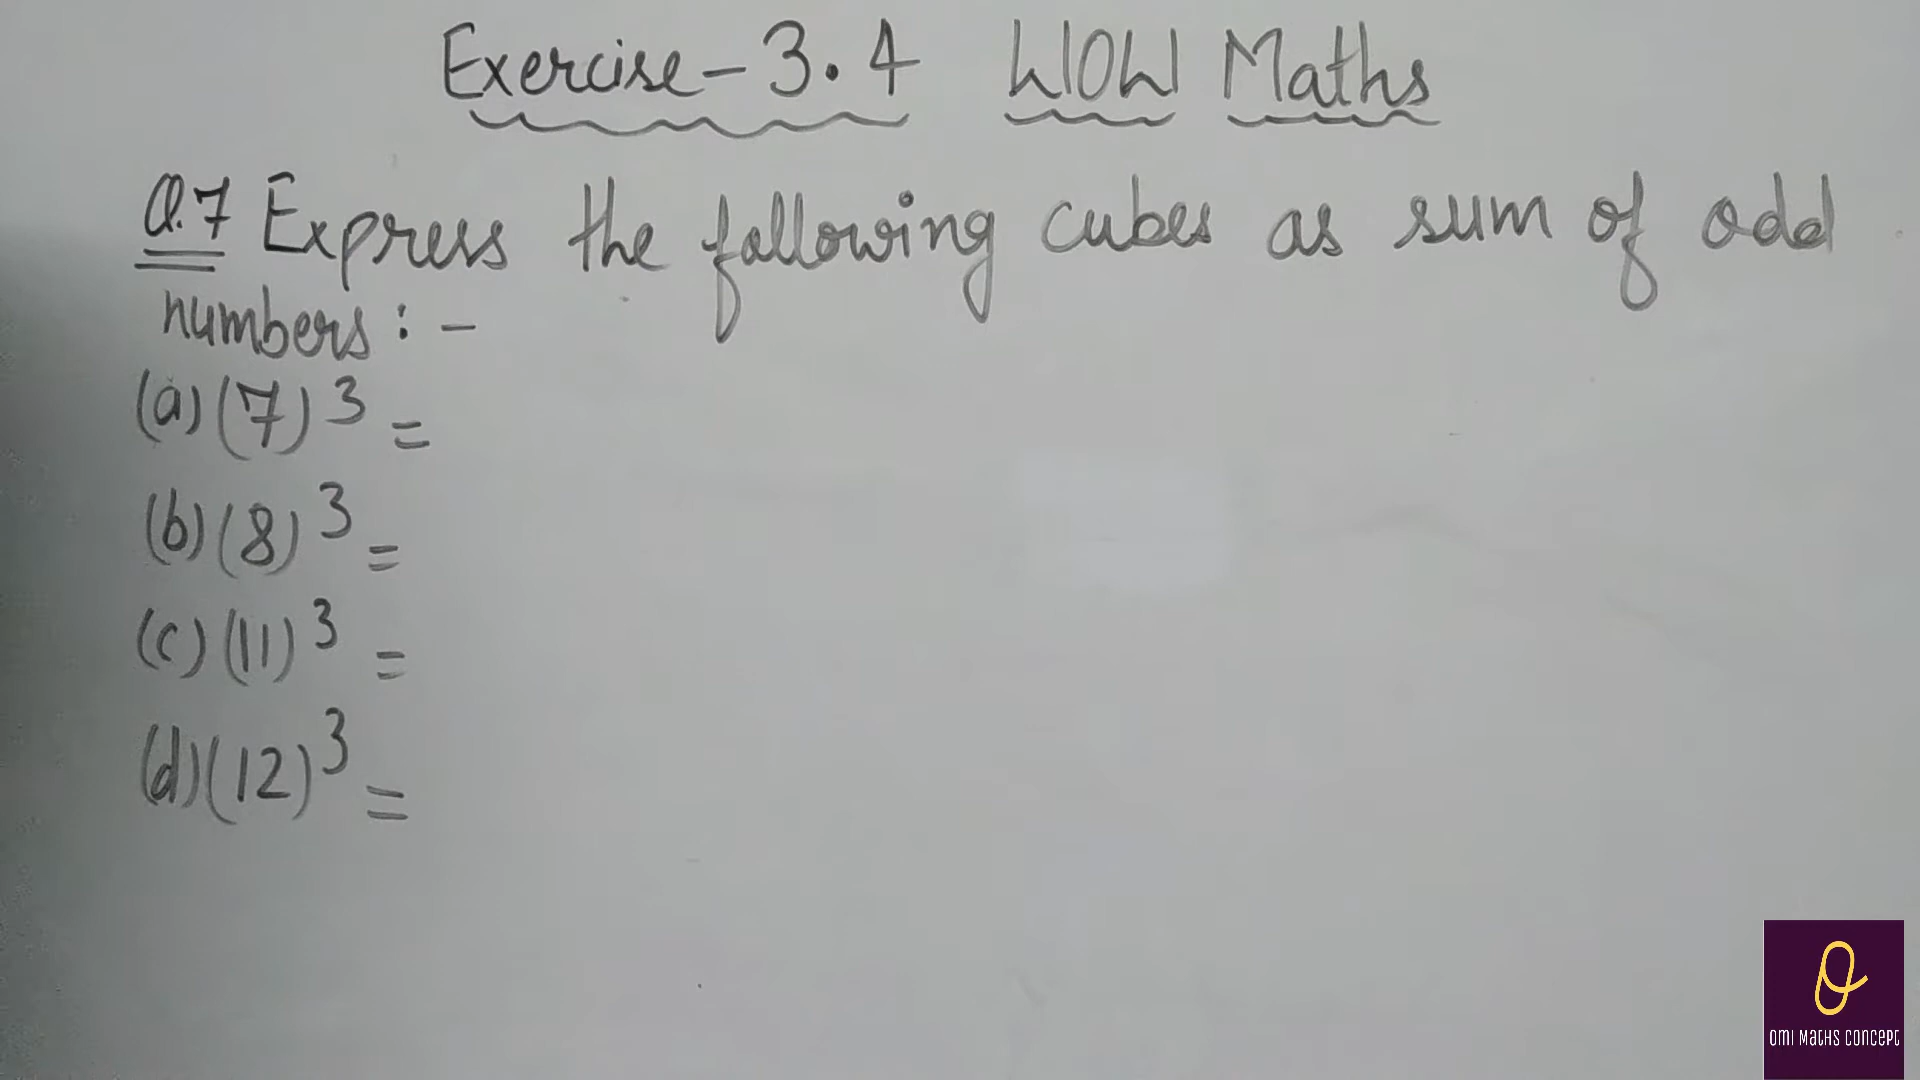 Exercise-3.4 WOW Maths
Q.7 Express the following cubes as sum of odd
numbers:-
(a)(7)³ =
(b)(8)³ =
(c)(11)³ =
(d)(12)³ =
OMI MATHS CONCEPT